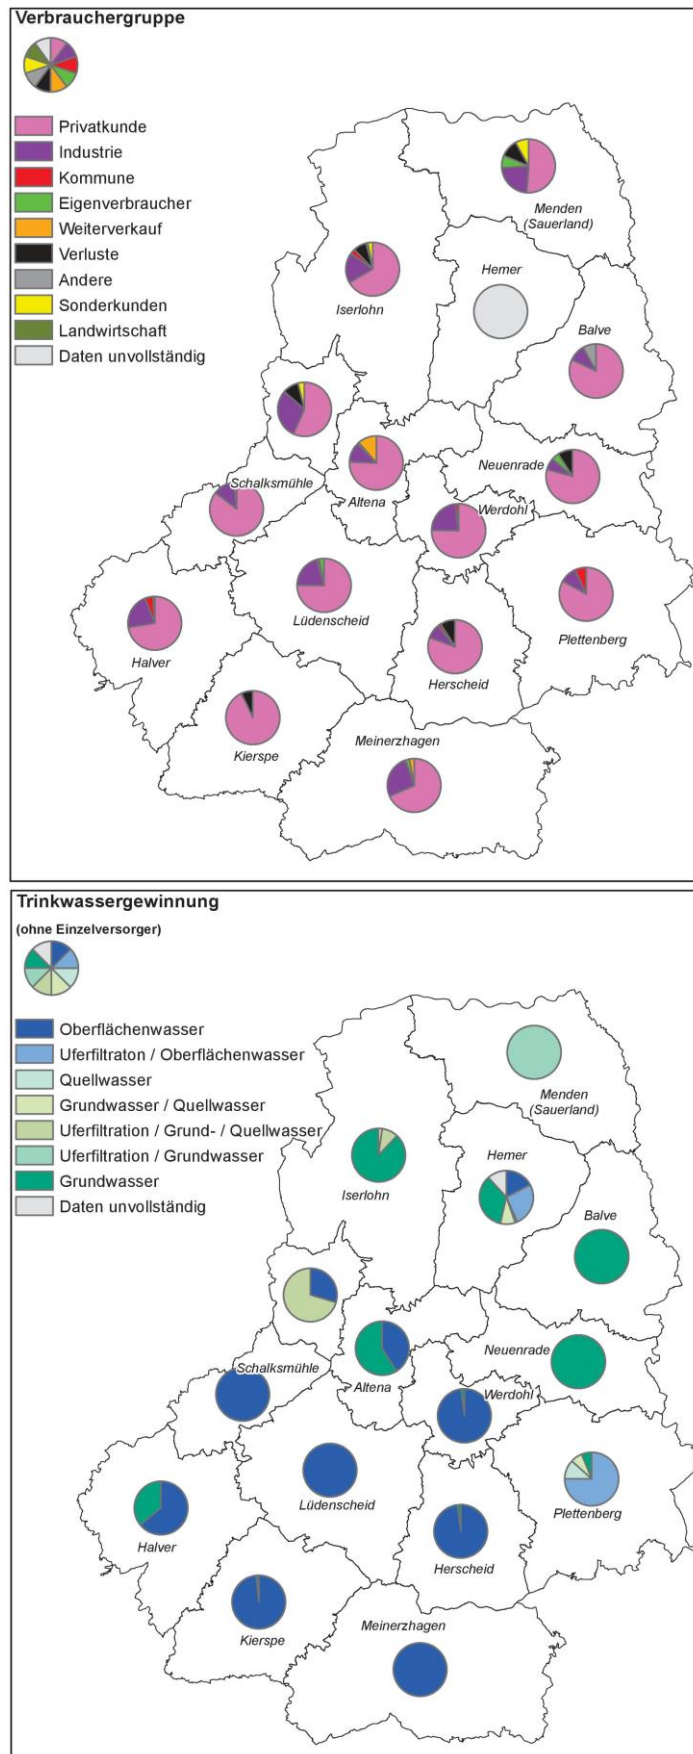 Verbrauchergruppe
Privatkunde
Industrie
Kommune
Eigenverbraucher
Weiterverkauf
Verluste
Andere
Sonderkunden
Landwirtschaft
Daten unvollständig
Menden
(Sauerland)
Hemer
Iserlohn
Balve
Schalksmühle
Altena
Neuenrade
Werdohl
Lüdenscheid
Plettenberg
Halver
Herscheid
Kierspe
Meinerzhagen
Trinkwassergewinnung
(ohne Einzelversorger)
Oberflächenwasser
Uferfiltraton / Oberflächenwasser
Quellwasser
Grundwasser / Quellwasser
Uferfiltration / Grund- / Quellwasser
Uferfiltration / Grundwasser
Grundwasser
Daten unvollständig
Menden
(Sauerland)
Hemer
Iserlohn
Balve
Schalksmühle
Altena
Neuenrade
Werdohl
Lüdenscheid
Plettenberg
Halver
Herscheid
Kierspe
Meinerzhagen